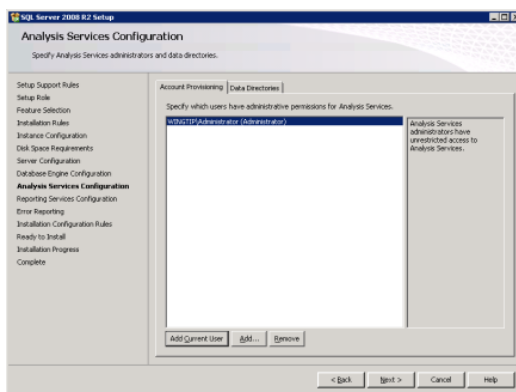 SQL Server 2008 R2 Setup
Analysis Services Configuration
Specify Analysis Services administrators and data directories.
Setup Support Rules
Setup Role
Feature Selection
Installation Rules
Instance Configuration
Disk Space Requirements
Server Configuration
Database Engine Configuration
Analysis Services Configuration
Reporting Services Configuration
Error Reporting
Installation Configuration Rules
Ready to Install
Installation Progress
Complete
Account Provisioning
Data Directories
Specify which users have administrative permissions for Analysis Services.
WINGTIP\Administrator (Administrator)
Analysis Services
administrators have
unrestricted access to
Analysis Services.
Add Current User
Add...
Remove
< Back
Next >
Cancel
Help